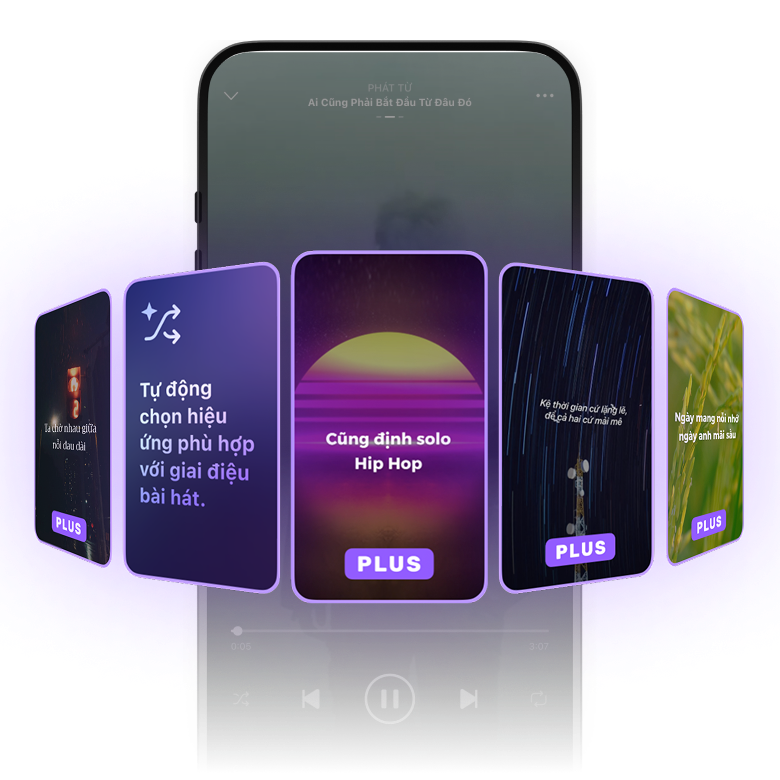 PHÁT TỪ
Ai Cũng Phải Bắt Đầu Từ Đâu Đó
Ta chờ nhau giữa
nỗi đau dài
PLUS
Tự động
chọn hiệu
ứng phù hợp
với giai điệu
bài hát.
Cũng định solo
Hip Hop
PLUS
Kệ thời gian cứ lặng lẽ,
để cả hai cứ mải mê
PLUS
Ngày mang nỗi nhớ
ngày anh mãi sầu
PLUS
0:05
3:07